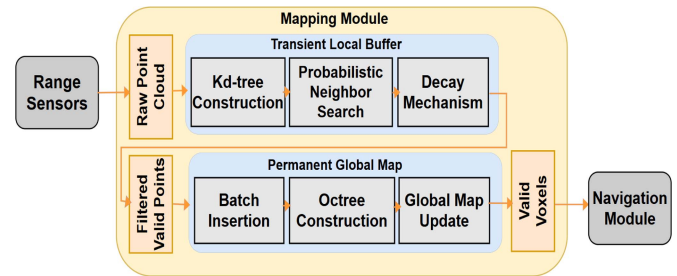 Mapping Module
Transient Local Buffer
Range
Sensors
Raw Point
Cloud
Kd-tree
Construction
Probabilistic
Neighbor
Search
Decay
Mechanism
Permanent Global Map
Filtered
Valid Points
Batch
Insertion
Octree
Construction
Global Map
Update
Valid
Voxels
Navigation
Module